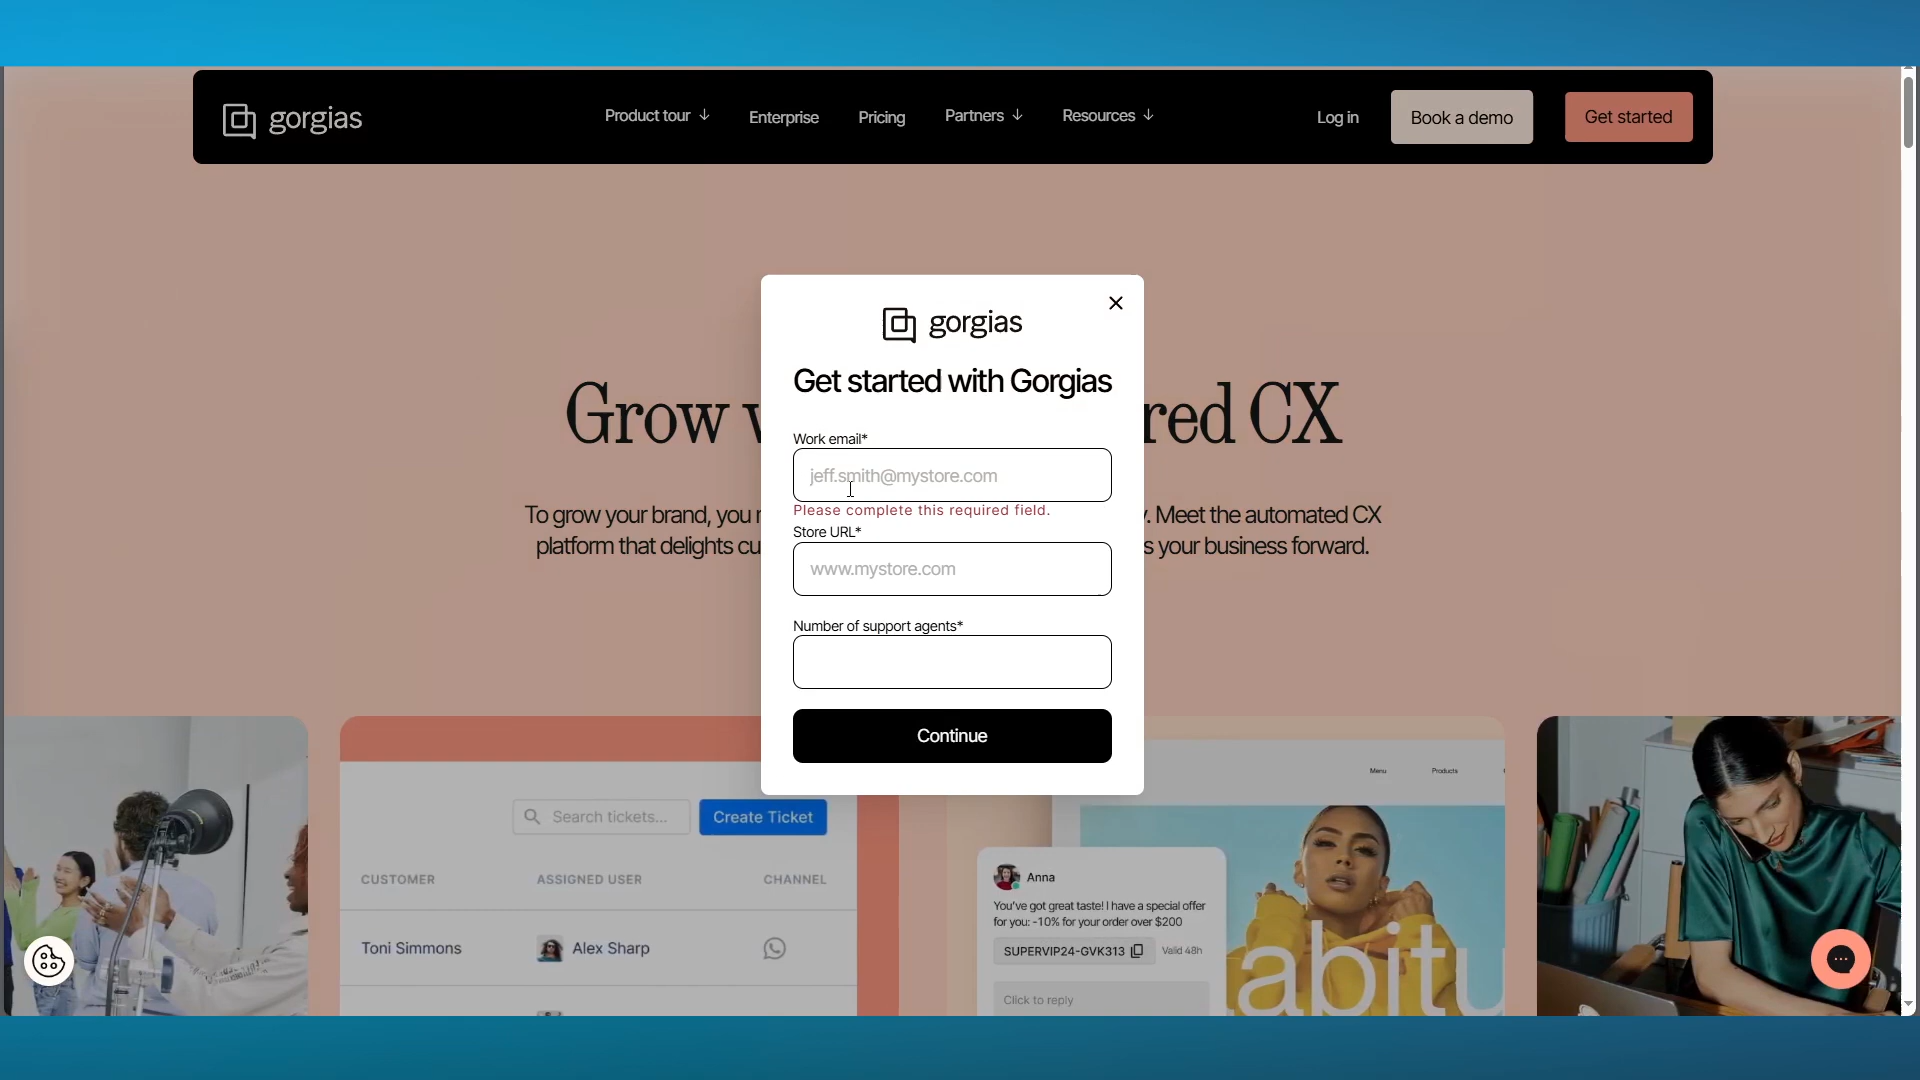 gorgias
Product tour ↓
Enterprise
Pricing
Partners ↓
Resources ↓
Log in
Book a demo
Get started
gorgias
Get started with Gorgias
Grow
red CX
Work email*
jeff.smith@mystore.com
Please complete this required field.
To grow your brand, you
. Meet the automated CX
Store URL*
platform that delights cu
s your business forward.
www.mystore.com
Number of support agents*
Continue
Search tickets...
Create Ticket
CUSTOMER
ASSIGNED USER
CHANNEL
Toni Simmons
Alex Sharp
Menu
Products
Anna
You've got great taste! I have a special offer
for you: -10% for your order over $200
SUPERVIP24-GVK313
Valid 48h
Click to reply
abitu